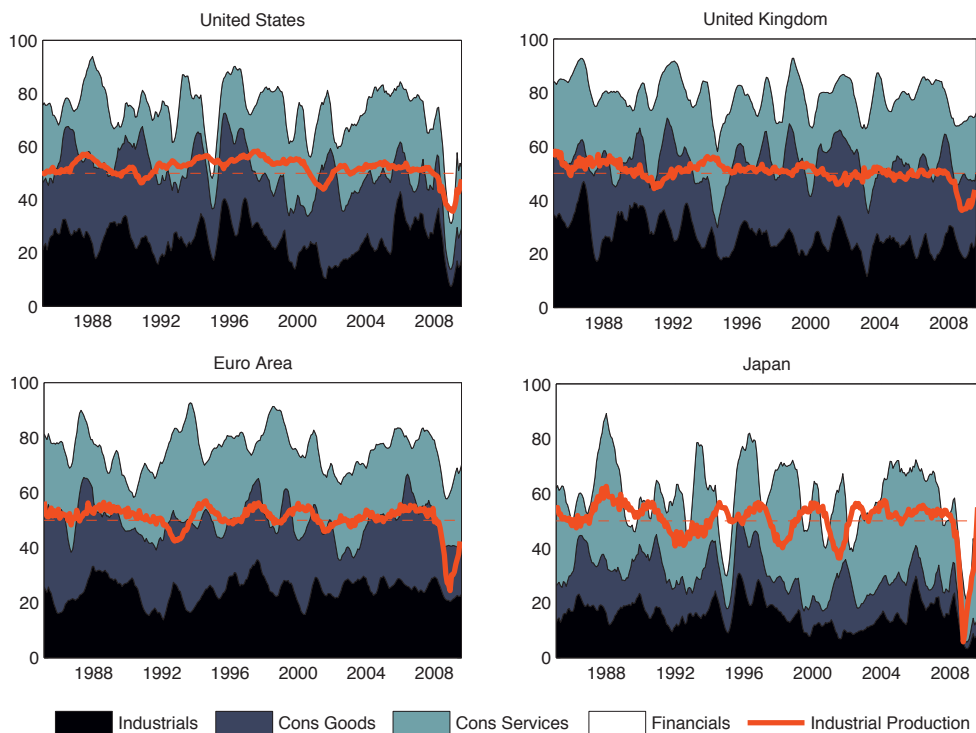 United States
United Kingdom
100
80
60
40
20
0
1988 1992 1996 2000 2004 2008
100
80
60
40
20
0
1988 1992 1996 2000 2004 2008
Euro Area
Japan
100
80
60
40
20
0
1988 1992 1996 2000 2004 2008
100
80
60
40
20
0
1988 1992 1996 2000 2004 2008
Industrials Cons Goods Cons Services Financials Industrial Production